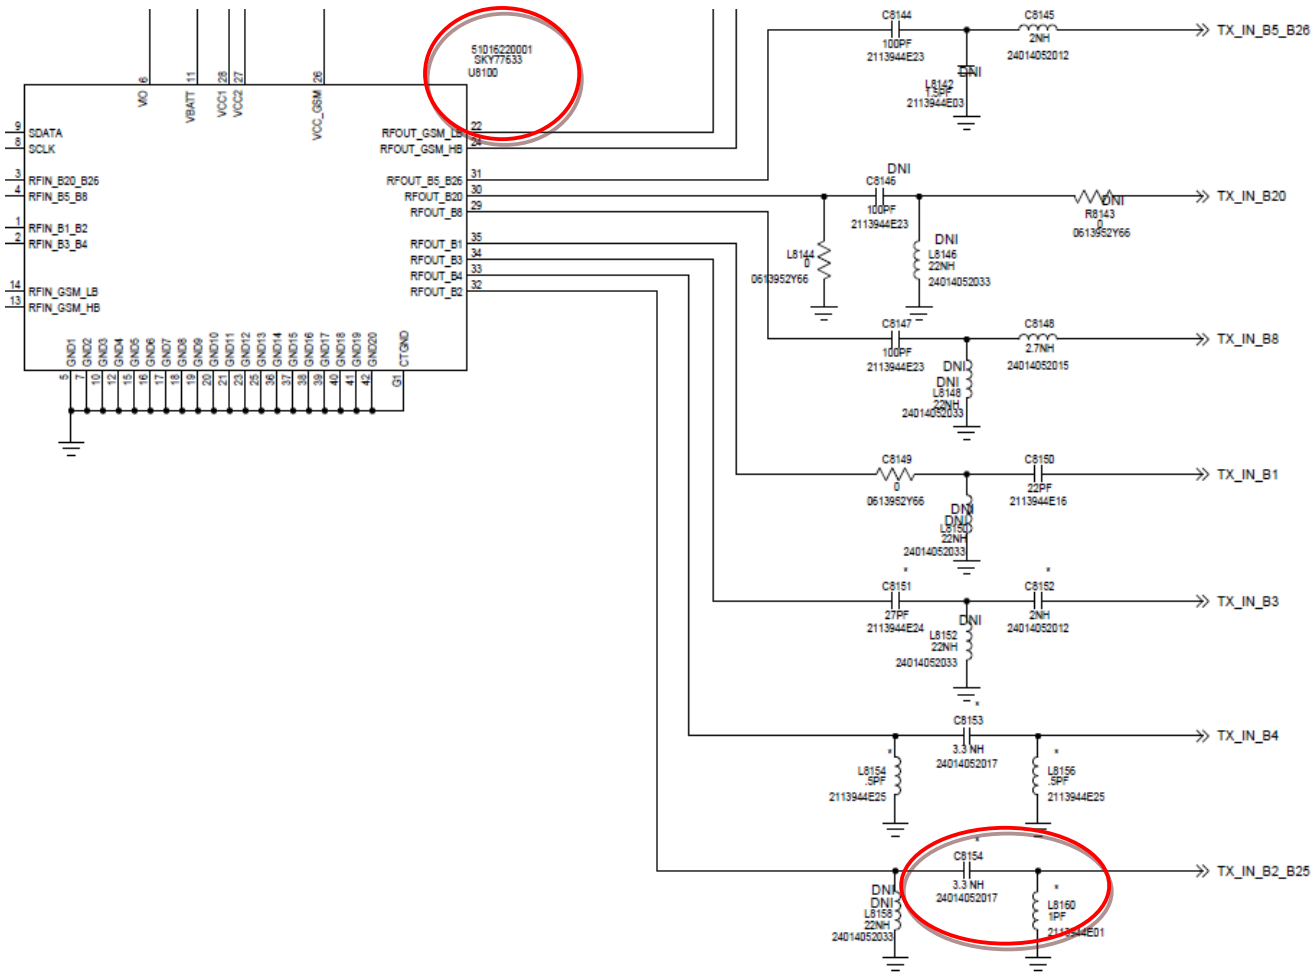 51016220001
SKY77633
U8100
VIO 6
VBATT 11
VCC1 28
VCC2 27
VCC_GSM 26
9 SDATA
8 SCLK
3 RFIN_B20_B26
4 RFIN_B5_B8
1 RFIN_B1_B2
2 RFIN_B3_B4
14 RFIN_GSM_LB
13 RFIN_GSM_HB
RFOUT_GSM_LB 22
RFOUT_GSM_HB 24
RFOUT_B5_B26 31
RFOUT_B20 30
RFOUT_B8 29
RFOUT_B1 35
RFOUT_B3 34
RFOUT_B4 33
RFOUT_B2 32
GND1 GND2 GND3 GND4 GND5 GND6 GND7 GND8 GND9 GND10 GND11 GND12 GND13 GND14 GND15 GND16 GND17 GND18 GND19 GND20 CTGND
5 7 10 12 15 16 17 18 19 20 21 23 25 36 37 38 39 40 41 42 G1
C8144
100PF
2113944E23
C8145
2NH
24014052012
TX_IN_B5_B26
DNI
L8142
1.5PF
2113944E03
DNI
C8146
100PF
2113944E23
L8144
0
0613952Y66
DNI
L8146
22NH
24014052033
DNI
R8143
0
0613952Y66
TX_IN_B20
C8147
100PF
2113944E23
C8148
2.7NH
24014052015
TX_IN_B8
DNI
DNI
L8148
22NH
24014052033
C8149
0
0613952Y66
C8150
22PF
2113944E16
TX_IN_B1
DNI
DNI
L8150
22NH
24014052033
*
C8151
27PF
2113944E24
*
C8152
2NH
24014052012
TX_IN_B3
DNI
L8152
22NH
24014052033
*
C8153
3.3 NH
24014052017
TX_IN_B4
*
L8154
.5PF
2113944E25
*
L8156
.5PF
2113944E25
*
C8154
3.3 NH
24014052017
TX_IN_B2_B25
DNI
DNI
L8158
22NH
24014052033
*
L8160
1PF
2113944E01